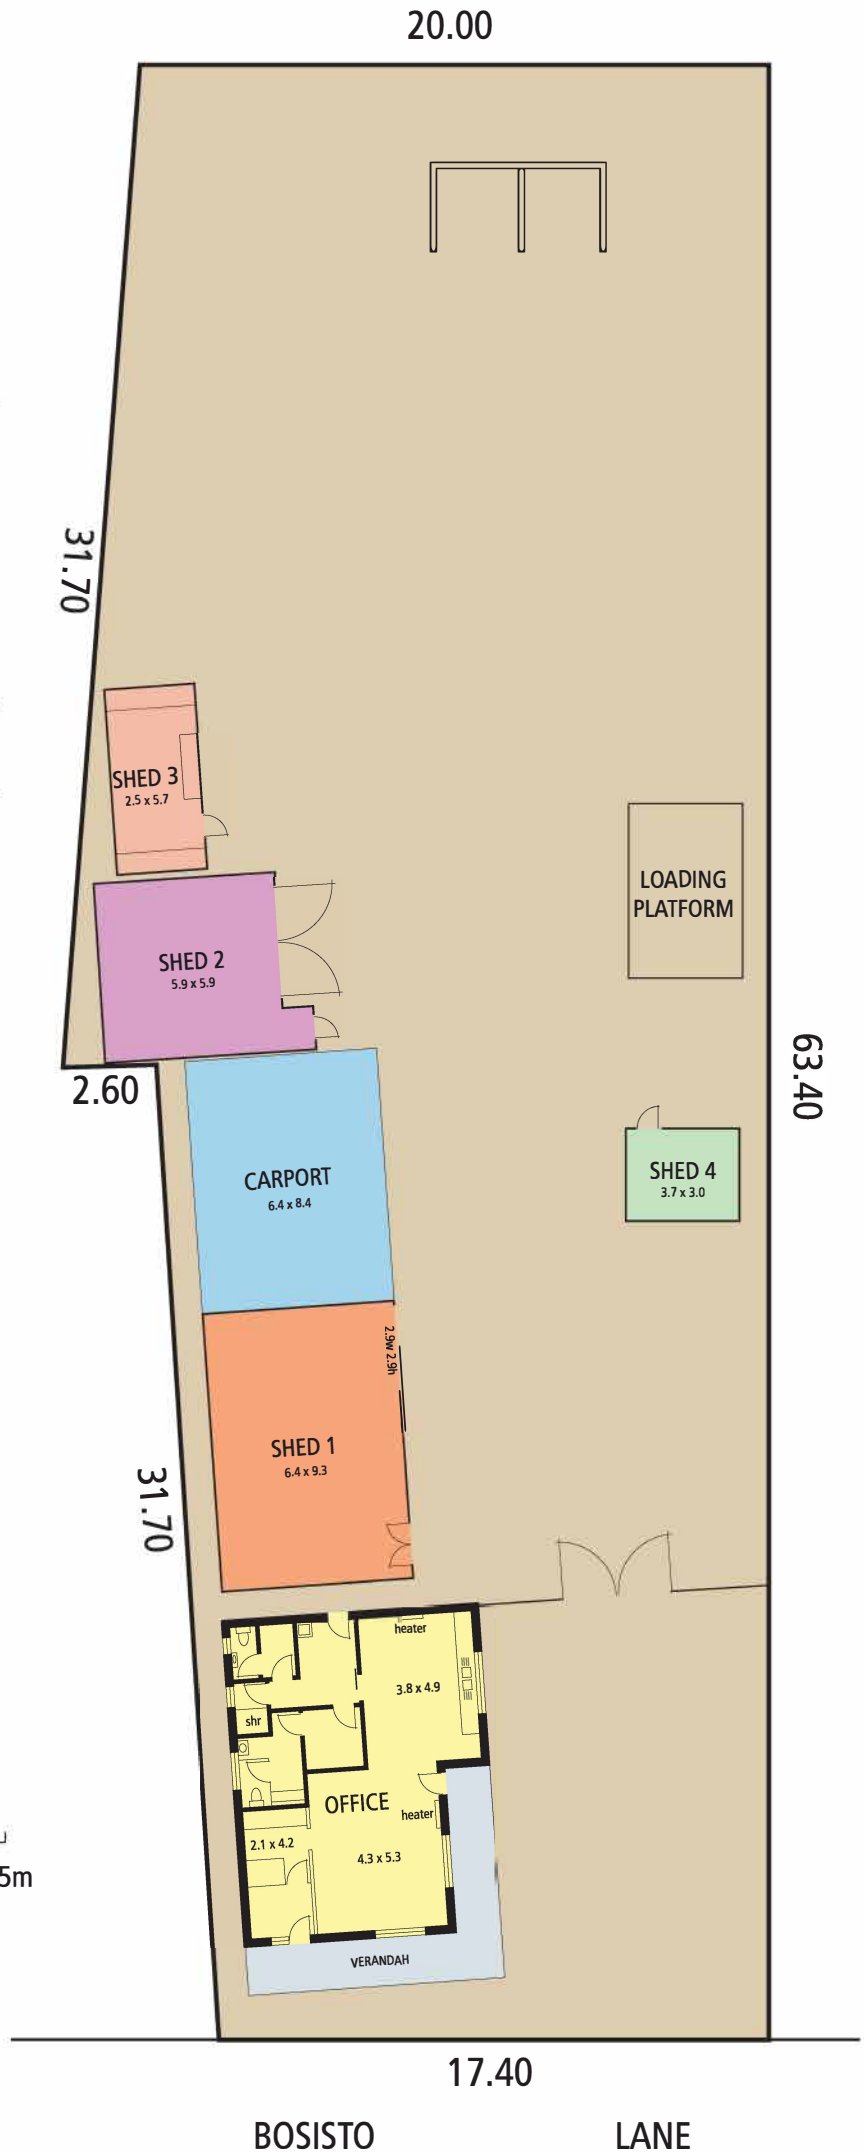 20.00
31.70
SHED 3
2.5 x 5.7
LOADING
PLATFORM
SHED 2
5.9 x 5.9
2.60
63.40
CARPORT
6.4 x 8.4
SHED 4
3.7 x 3.0
2.9w 2.9h
SHED 1
6.4 x 9.3
31.70
heater
3.8 x 4.9
shr
OFFICE
heater
2.1 x 4.2
4.3 x 5.3
5m
VERANDAH
17.40
BOSISTO LANE